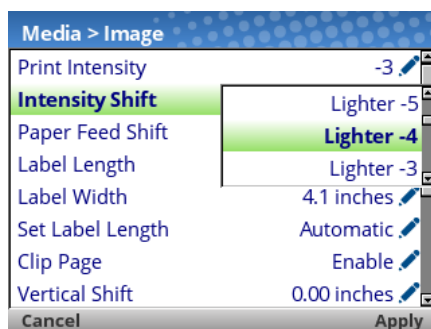 Media > Image
Print Intensity -3
Intensity Shift Lighter -5
Lighter -4
Paper Feed Shift
Label Length Lighter -3
Label Width 4.1 inches
Set Label Length Automatic
Clip Page Enable
Vertical Shift 0.00 inches
Cancel Apply